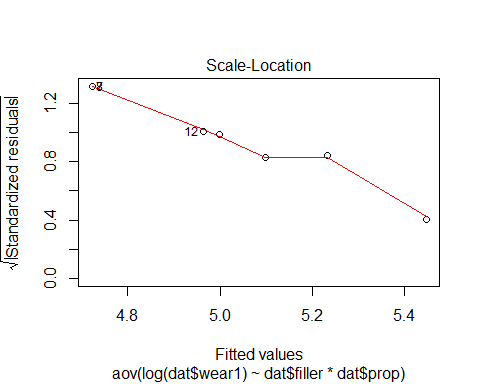 Scale-Location
√|Standardized residuals|
0.0 0.4 0.8 1.2
12
4.8 5.0 5.2 5.4
Fitted values
aov(log(dat$wear1) ~ dat$filler * dat$prop)